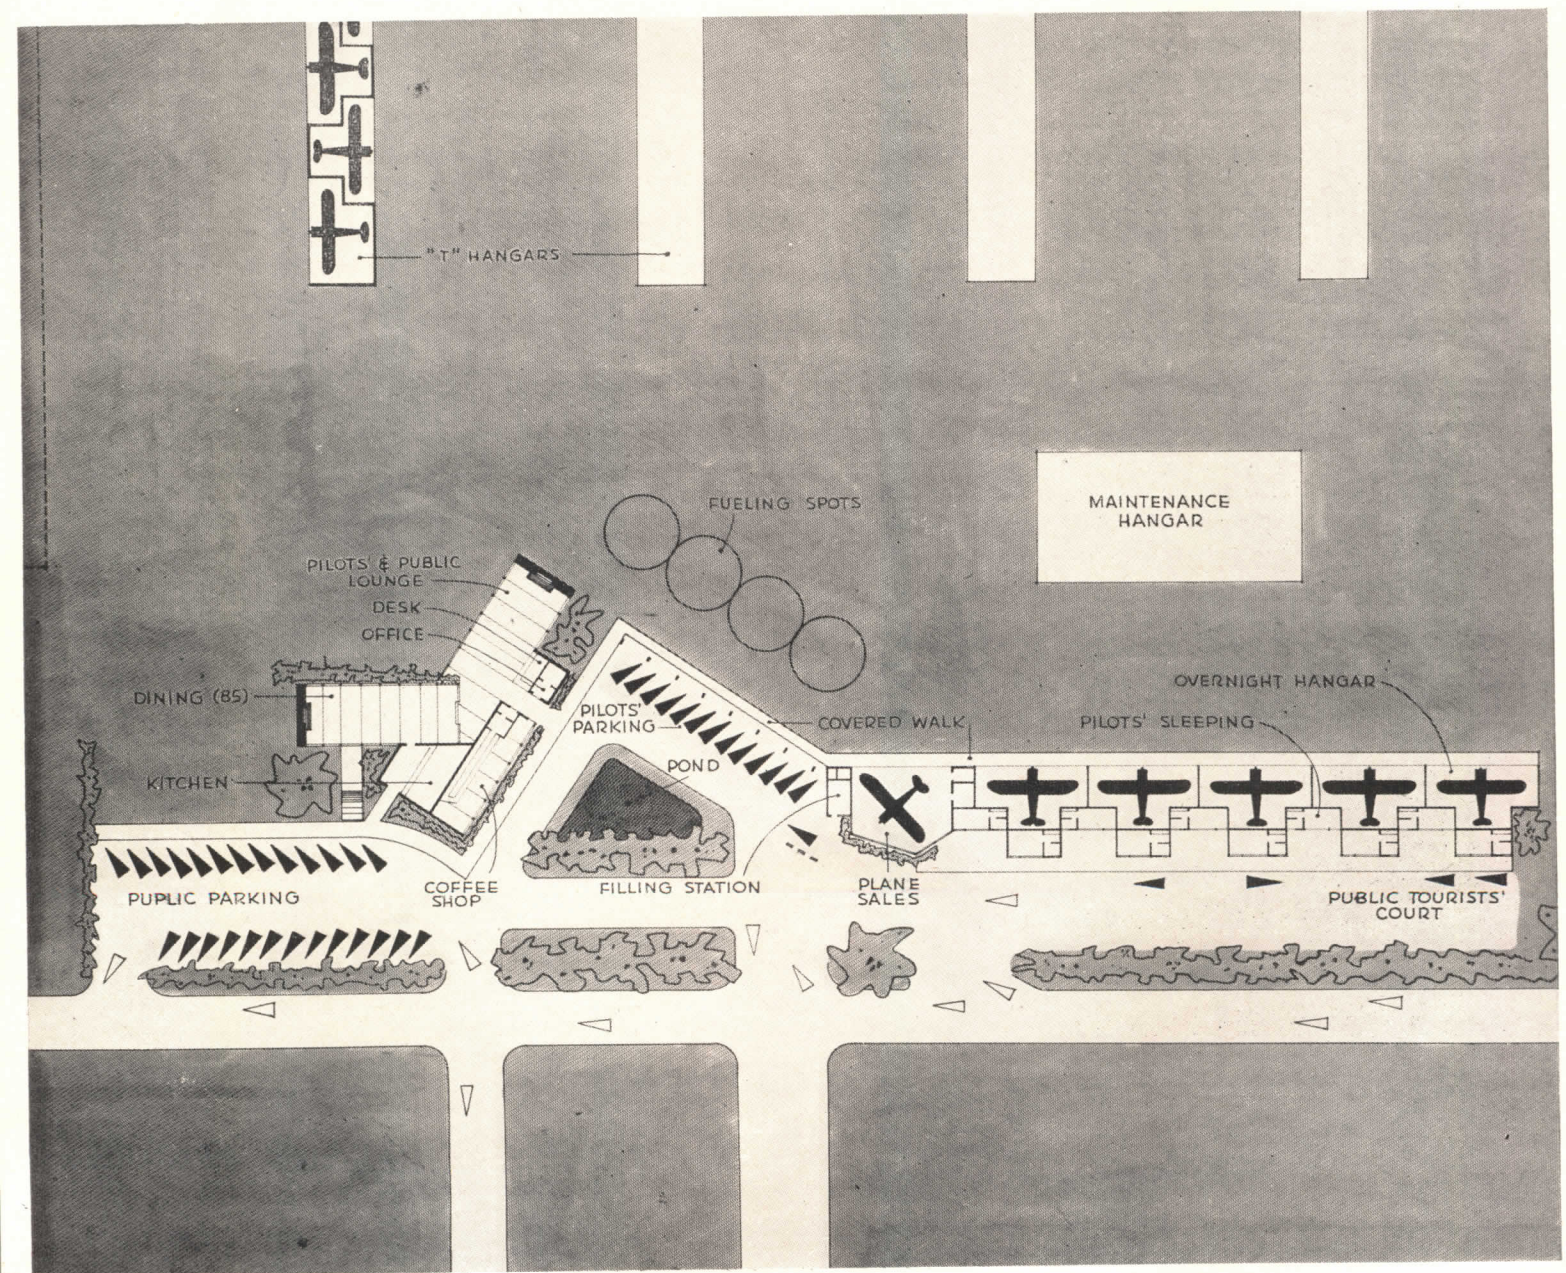 "T" HANGARS
FUELING SPOTS
MAINTENANCE
HANGAR
PILOTS' & PUBLIC
LOUNGE
DESK
OFFICE
DINING (85)
KITCHEN
PILOTS'
PARKING
POND
COVERED WALK
OVERNIGHT HANGAR
PILOTS' SLEEPING
PUPLIC PARKING
COFFEE
SHOP
FILLING STATION
PLANE
SALES
PUBLIC TOURISTS'
COURT